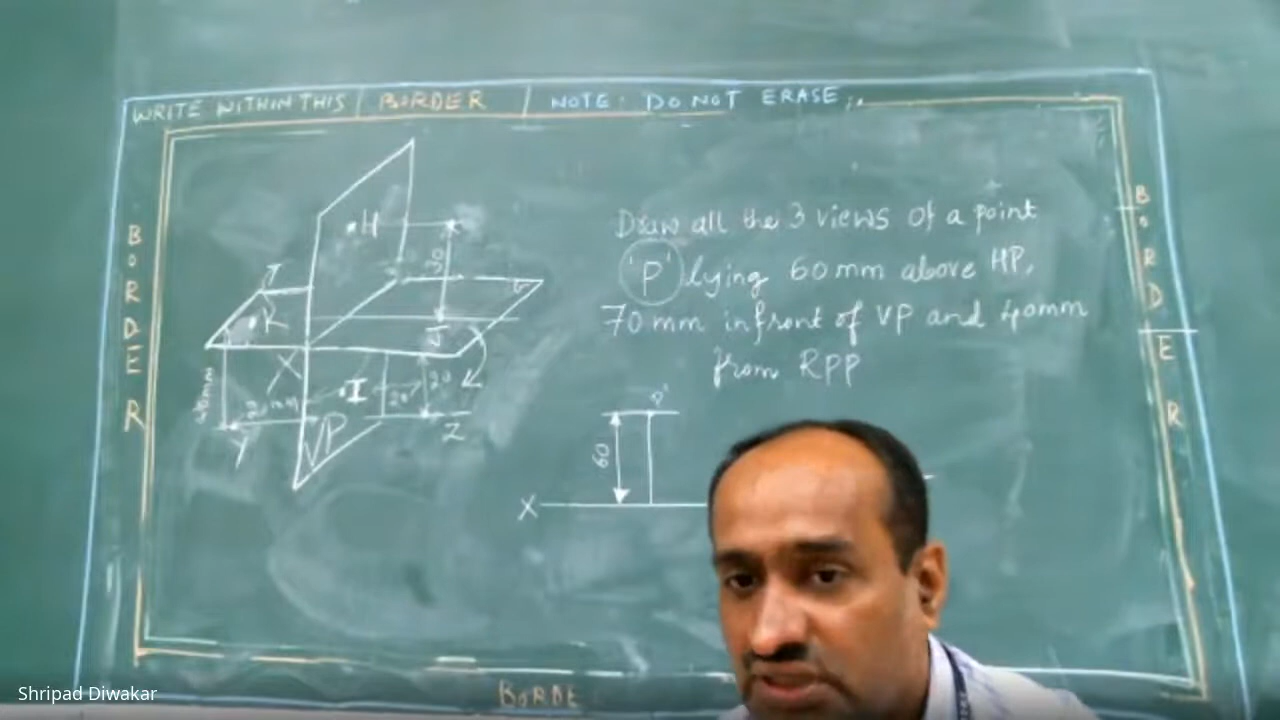 WRITE WITHIN THIS BORDER NOTE: DO NOT ERASE
BORDER
BORDER
Draw all the 3 views of a point
'P' lying 60mm above HP,
70mm infront of VP and 40mm
from RPP
H
R
X
I
J
VP
20
20
Y
Z
P'
60
X
BORDE
Shripad Diwakar